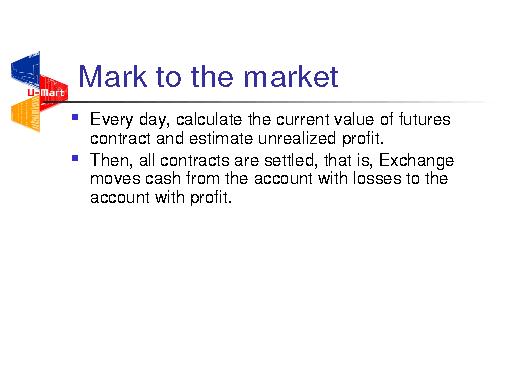 Mark to the market
U-Mart
Every day, calculate the current value of futures
contract and estimate unrealized profit.
Then, all contracts are settled, that is, Exchange
moves cash from the account with losses to the
account with profit.